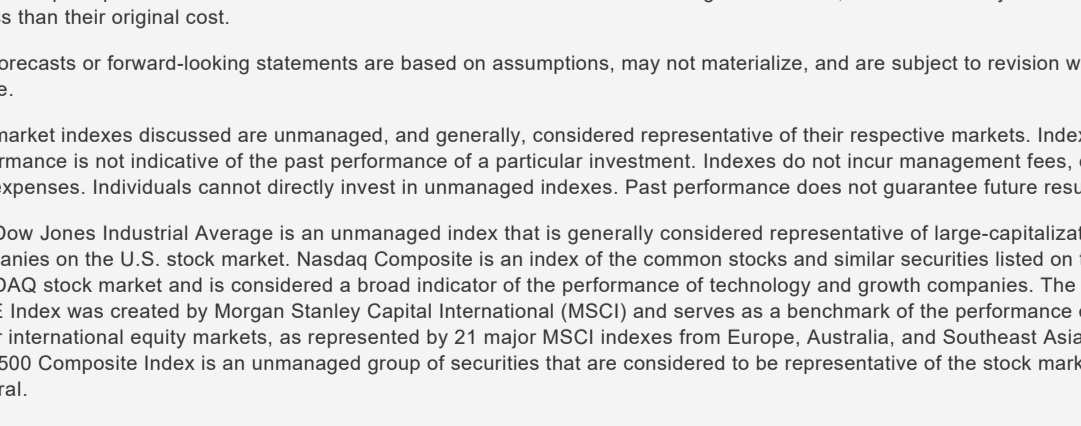 s than their original cost.
orecasts or forward-looking statements are based on assumptions, may not materialize, and are subject to revision w
e.
market indexes discussed are unmanaged, and generally, considered representative of their respective markets. Index
rmance is not indicative of the past performance of a particular investment. Indexes do not incur management fees,
expenses. Individuals cannot directly invest in unmanaged indexes. Past performance does not guarantee future resu
Dow Jones Industrial Average is an unmanaged index that is generally considered representative of large-capitalizat
anies on the U.S. stock market. Nasdaq Composite is an index of the common stocks and similar securities listed on
DAQ stock market and is considered a broad indicator of the performance of technology and growth companies. The
E Index was created by Morgan Stanley Capital International (MSCI) and serves as a benchmark of the performance
r international equity markets, as represented by 21 major MSCI indexes from Europe, Australia, and Southeast Asia
500 Composite Index is an unmanaged group of securities that are considered to be representative of the stock mark
ral.